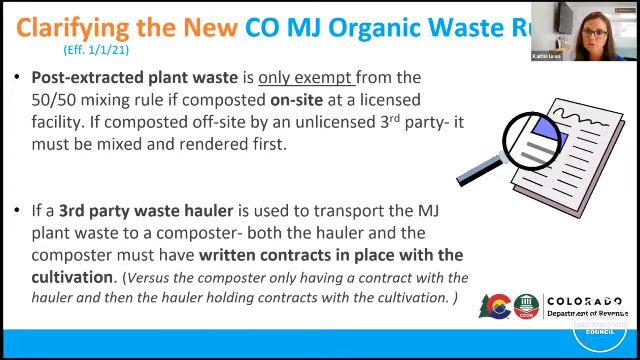 Clarifying the New CO MJ Organic Waste Ru
(Eff. 1/1/21)
Kaitlin Urso
• Post-extracted plant waste is only exempt from the
50/50 mixing rule if composted on-site at a licensed
facility. If composted off-site by an unlicensed 3rd party- it
must be mixed and rendered first.
• If a 3rd party waste hauler is used to transport the MJ
plant waste to a composter- both the hauler and the
composter must have written contracts in place with the
cultivation. (Versus the composter only having a contract with the
hauler and then the hauler holding contracts with the cultivation. )
COLORADO
Department of Revenue
COUNCIL